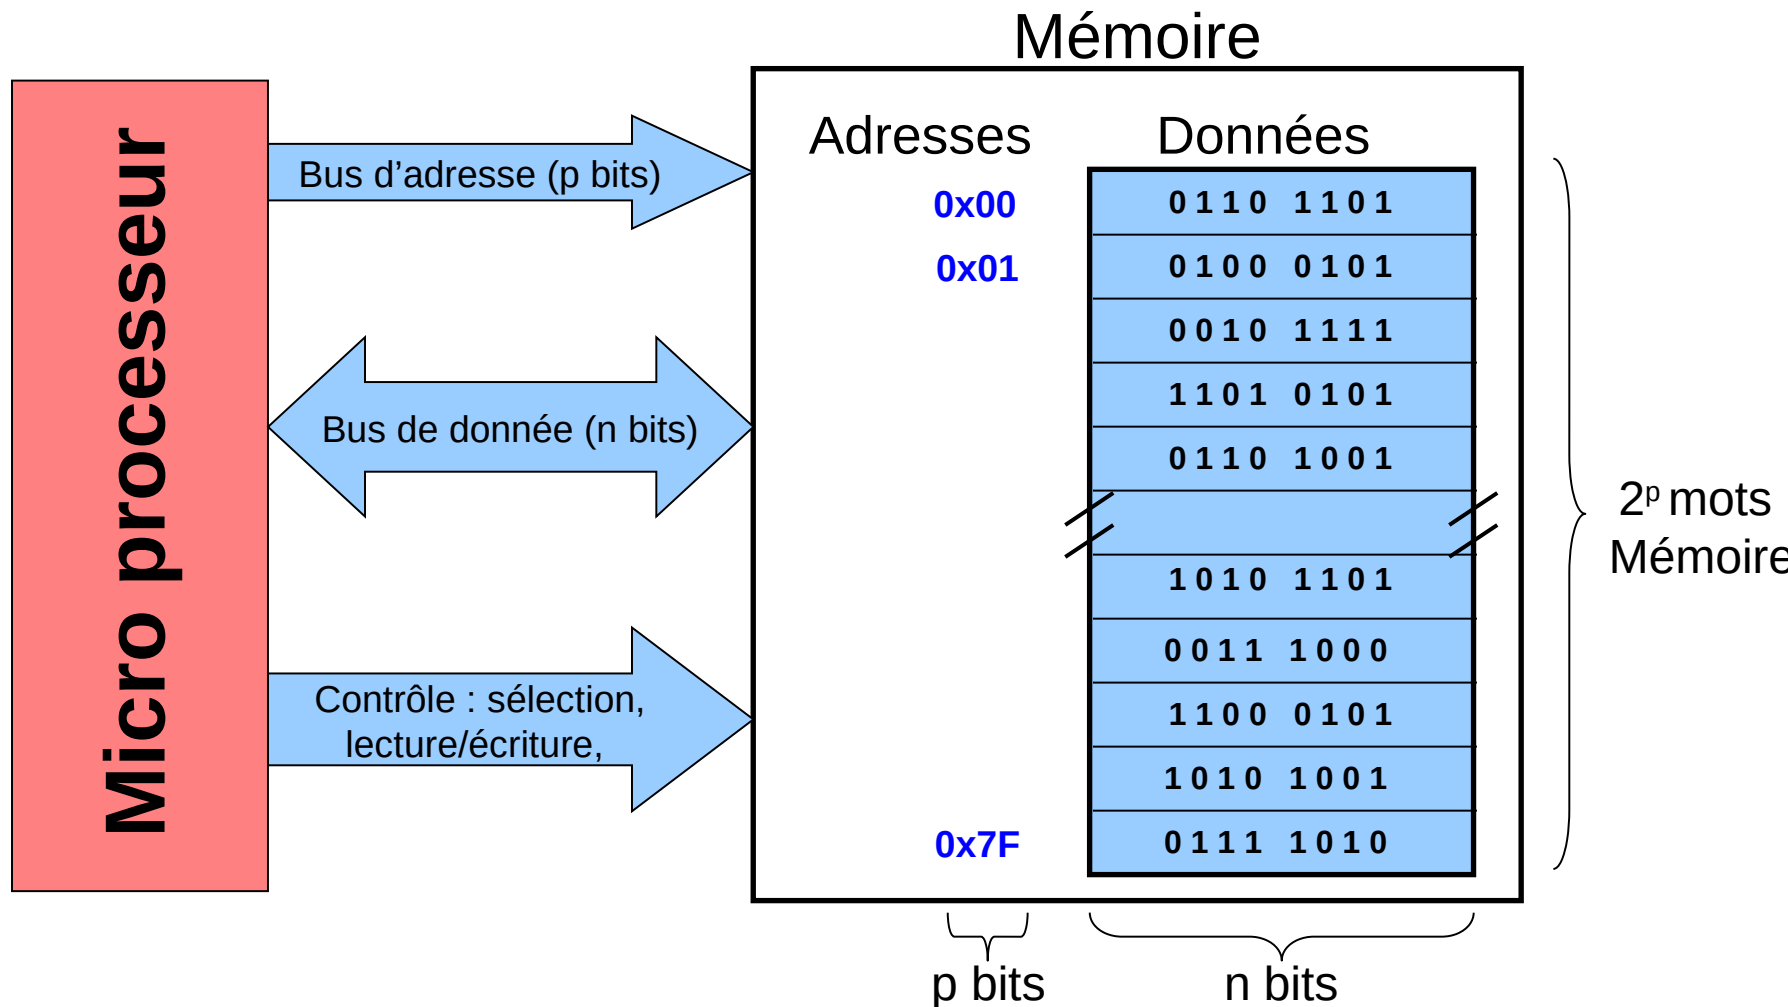 Mémoire
Micro processeur
Bus d’adresse (p bits)
Bus de donnée (n bits)
Contrôle : sélection,
lecture/écriture,
Adresses Données
0x00 0110 1101
0x01 0100 0101
0010 1111
1101 0101
0110 1001
1010 1101
0011 1000
1100 0101
1010 1001
0x7F 0111 1010
2ᵖ mots
Mémoire
p bits n bits